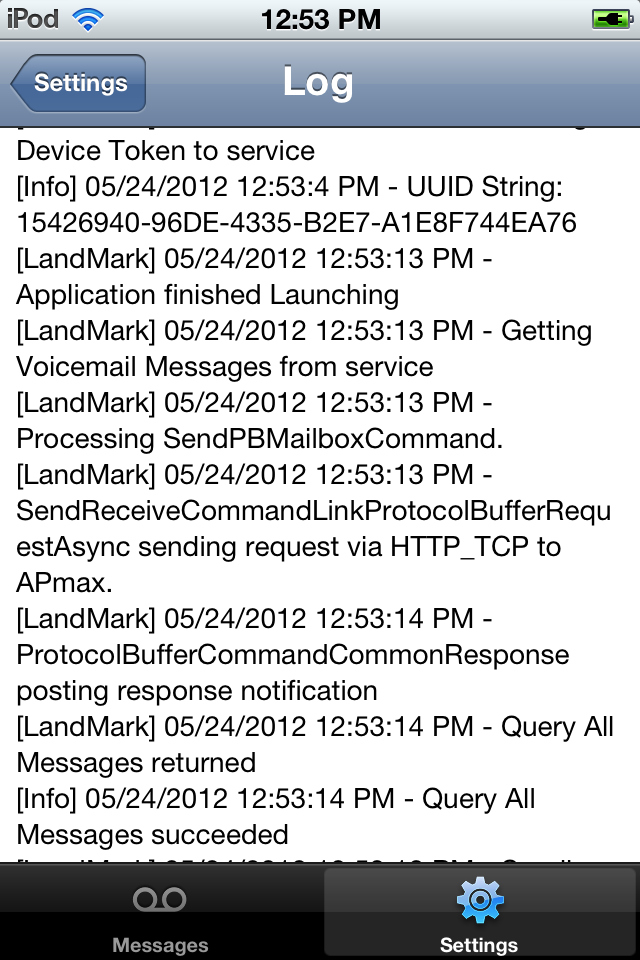 iPod 12:53 PM
Settings Log
Device Token to service
[Info] 05/24/2012 12:53:4 PM - UUID String:
15426940-96DE-4335-B2E7-A1E8F744EA76
[LandMark] 05/24/2012 12:53:13 PM -
Application finished Launching
[LandMark] 05/24/2012 12:53:13 PM - Getting
Voicemail Messages from service
[LandMark] 05/24/2012 12:53:13 PM -
Processing SendPBMailboxCommand.
[LandMark] 05/24/2012 12:53:13 PM -
SendReceiveCommandLinkProtocolBufferRequ
estAsync sending request via HTTP_TCP to
APmax.
[LandMark] 05/24/2012 12:53:14 PM -
ProtocolBufferCommandCommonResponse
posting response notification
[LandMark] 05/24/2012 12:53:14 PM - Query All
Messages returned
[Info] 05/24/2012 12:53:14 PM - Query All
Messages succeeded
Messages Settings